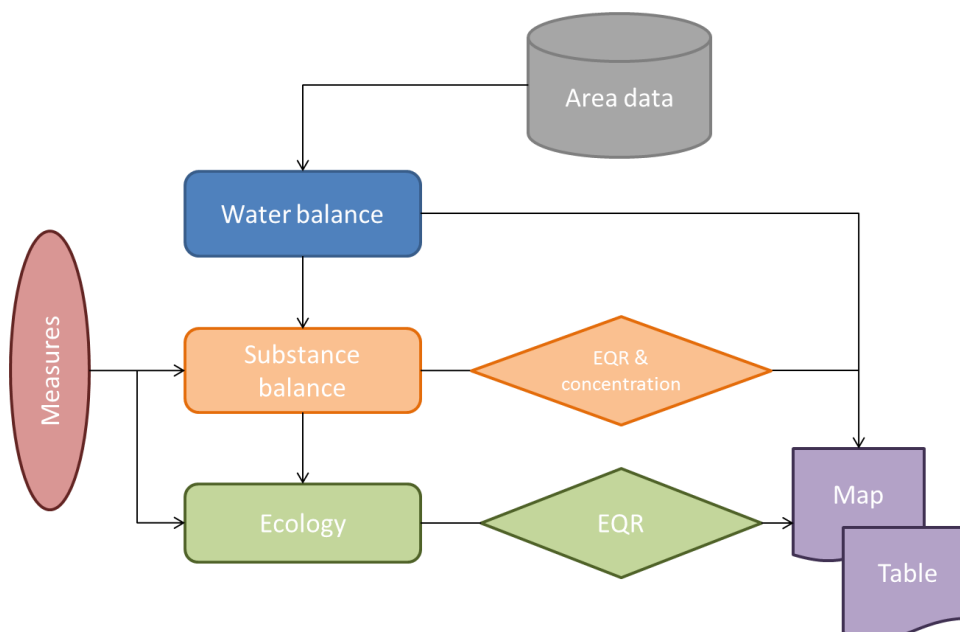 Area data
Water balance
Measures
Substance
balance
EQR &
concentration
Ecology
EQR
Map
Table